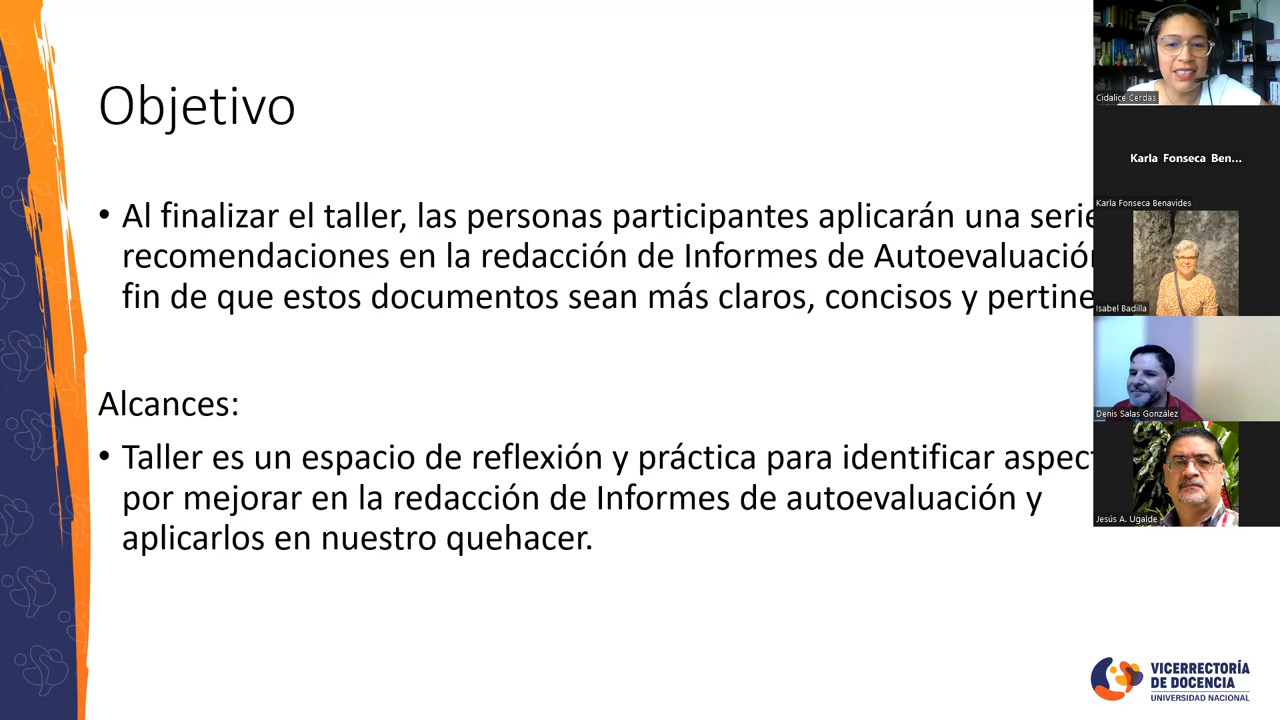 Objetivo
• Al finalizar el taller, las personas participantes aplicarán una serie
recomendaciones en la redacción de Informes de Autoevaluación
fin de que estos documentos sean más claros, concisos y
Alcances:
• Taller es un espacio de reflexión y práctica para identificar
por mejorar en la redacción de Informes de autoevaluación y
aplicarlos en nuestro quehacer.
Cidalice Cerdas
Karla Fonseca Ben...
Karla Fonseca Benavides
Isabel Badilla
Denis Salas González
Jesús A. Ugalde
VICERRECTORÍA
DE DOCENCIA
UNIVERSIDAD NACIONAL